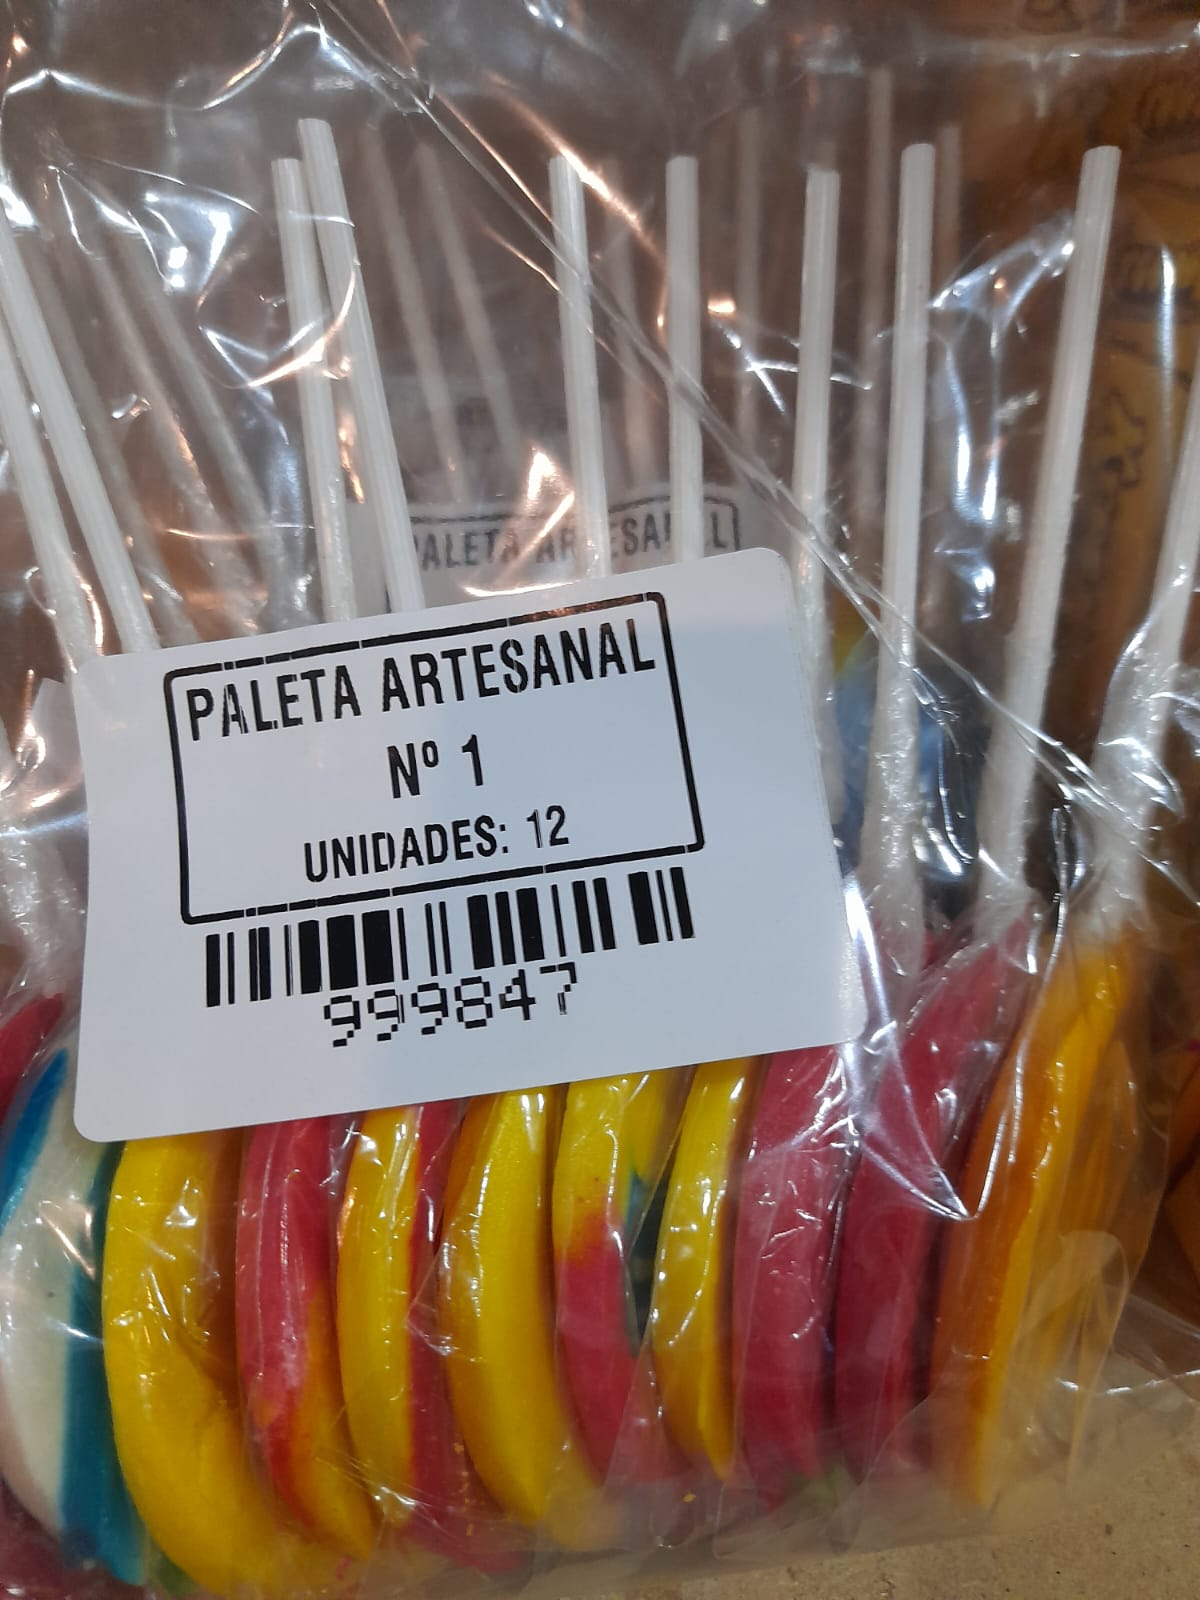 PALETA ARTESANAL
PALETA ARTESANAL
Nº 1
UNIDADES: 12
999847